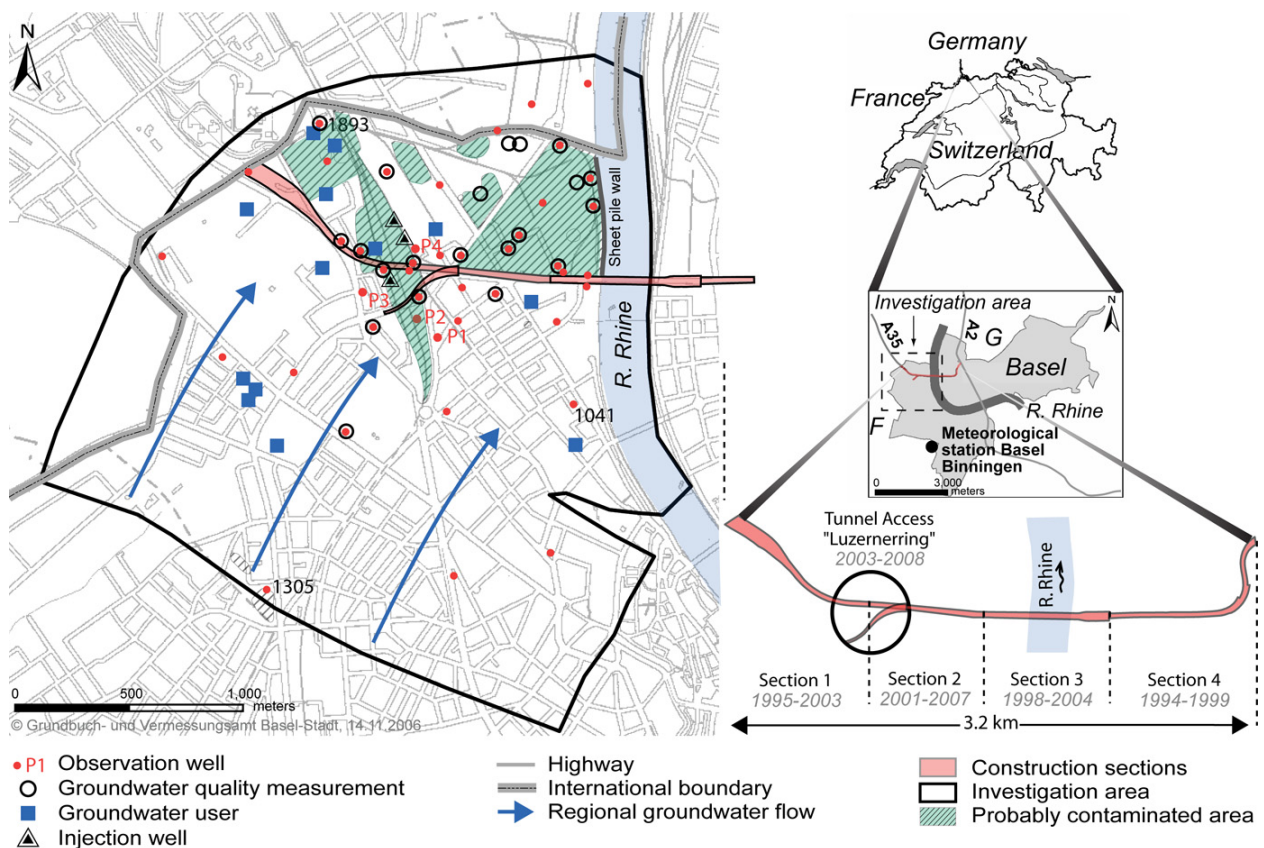 N
1893
P4
P3
P2
P1
Sheet pile wall
R. Rhine
1041
1305
0 500 1,000
meters
© Grundbuch- und Vermessungsamt Basel-Stadt, 14.11.2006
Germany
France
Switzerland
Investigation area
N
A35
A2
G
Basel
R. Rhine
F
Meteorological
station Basel
Binningen
0 3,000
meters
Tunnel Access
"Luzernerring"
2003-2008
R. Rhine
Section 1 Section 2 Section 3 Section 4
1995-2003 2001-2007 1998-2004 1994-1999
3.2 km
P1 Observation well
Groundwater quality measurement
Groundwater user
Injection well
Highway
International boundary
Regional groundwater flow
Construction sections
Investigation area
Probably contaminated area